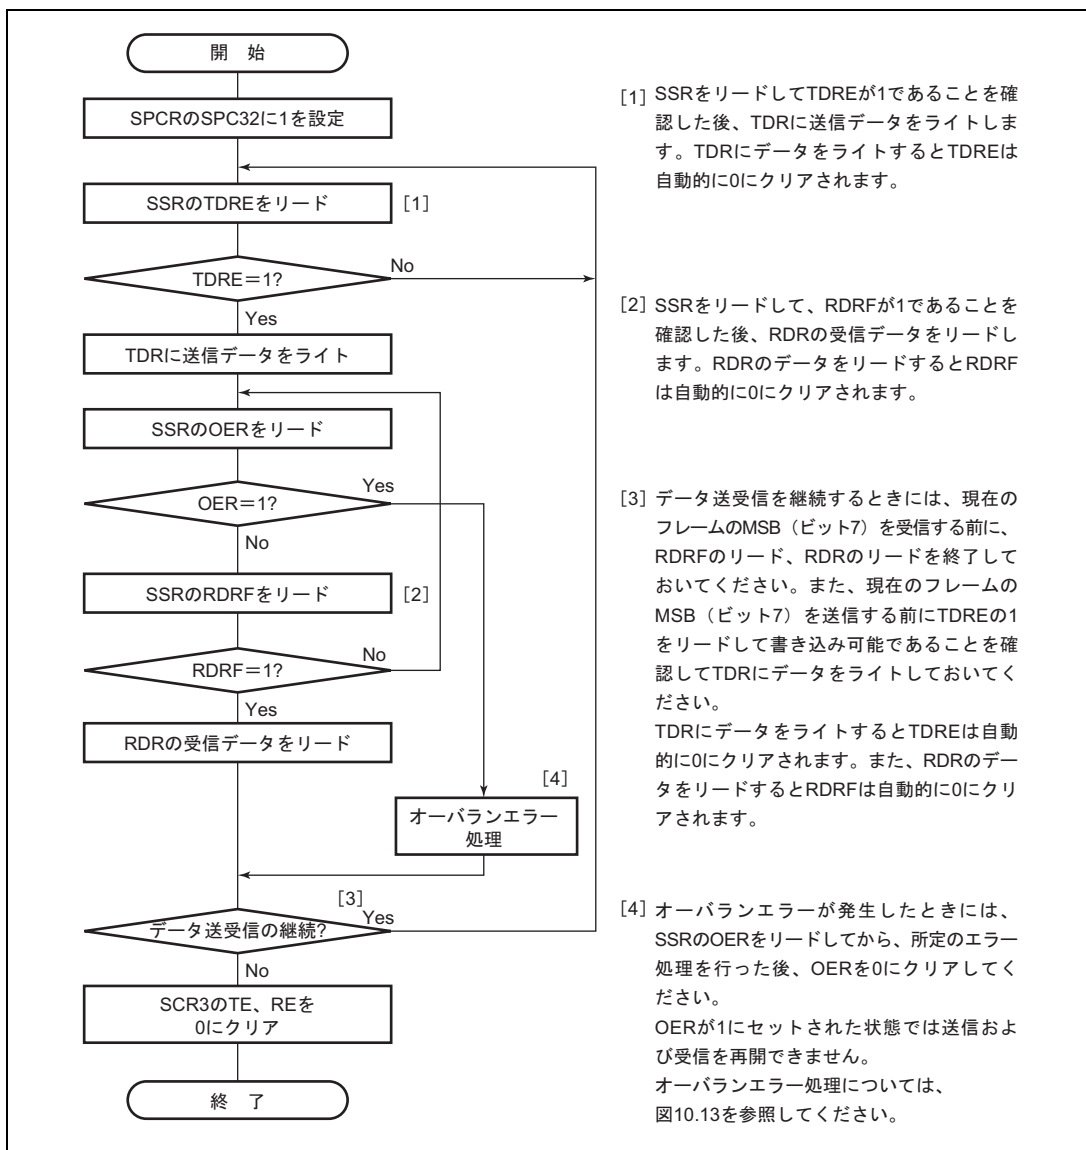 開　始
SPCRのSPC32に1を設定
SSRのTDREをリード
[1]
TDRE＝1?
No
Yes
TDRに送信データをライト
SSRのOERをリード
OER＝1?
Yes
No
SSRのRDRFをリード
[2]
RDRF＝1?
No
Yes
RDRの受信データをリード
[4]
オーバランエラー
処理
[3]
データ送受信の継続?
Yes
No
SCR3のTE、REを
0にクリア
終　了
[1] SSRをリードしてTDREが1であることを確
認した後、TDRに送信データをライトしま
す。TDRにデータをライトするとTDREは
自動的に0にクリアされます。
[2] SSRをリードして、RDRFが1であることを
確認した後、RDRの受信データをリードし
ます。RDRのデータをリードするとRDRF
は自動的に0にクリアされます。
[3] データ送受信を継続するときには、現在の
フレームのMSB（ビット7）を受信する前に、
RDRFのリード、RDRのリードを終了して
おいてください。また、現在のフレームの
MSB（ビット7）を送信する前にTDREの1
をリードして書き込み可能であることを確
認してTDRにデータをライトしておいてく
ださい。
TDRにデータをライトするとTDREは自動
的に0にクリアされます。また、RDRのデー
タをリードするとRDRFは自動的に0にクリ
アされます。
[4] オーバランエラーが発生したときには、
SSRのOERをリードしてから、所定のエラー
処理を行った後、OERを0にクリアしてく
ださい。
OERが1にセットされた状態では送信およ
び受信を再開できません。
オーバランエラー処理については、
図10.13を参照してください。